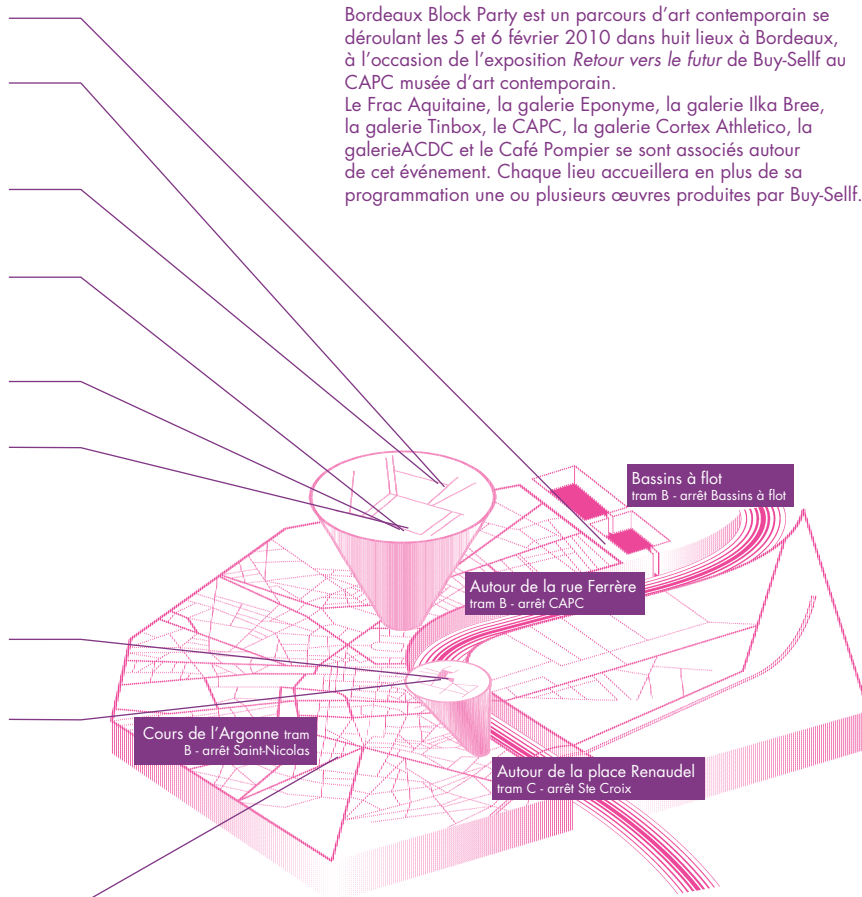 Bordeaux Block Party est un parcours d’art contemporain se
déroulant les 5 et 6 février 2010 dans huit lieux à Bordeaux,
à l’occasion de l’exposition Retour vers le futur de Buy-Sellf au
CAPC musée d’art contemporain.
Le Frac Aquitaine, la galerie Eponyme, la galerie Ilka Bree,
la galerie Tinbox, le CAPC, la galerie Cortex Athletico, la
galerieACDC et le Café Pompier se sont associés autour
de cet événement. Chaque lieu accueillera en plus de sa
programmation une ou plusieurs œuvres produites par Buy-Sellf.
Bassins à flot
tram B - arrêt Bassins à flot
Autour de la rue Ferrère
tram B - arrêt CAPC
Cours de l’Argonne tram
B - arrêt Saint-Nicolas
Autour de la place Renaudel
tram C - arrêt Ste Croix